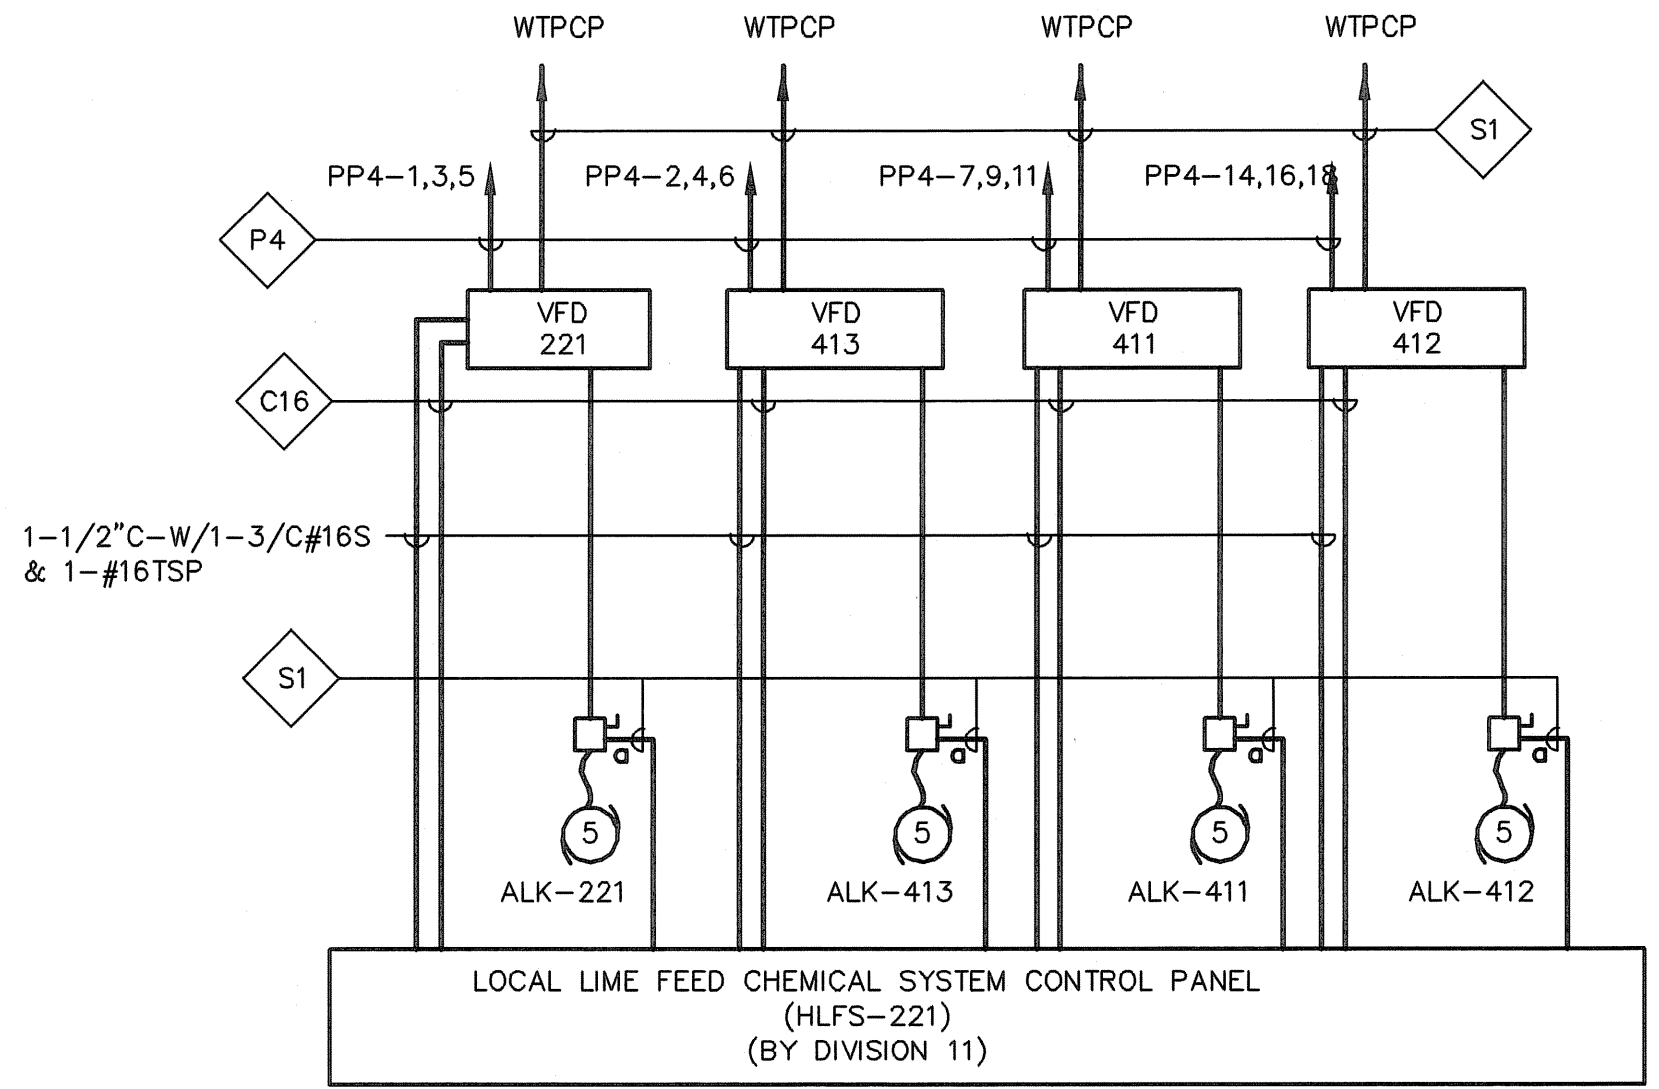 WTPCP WTPCP WTPCP WTPCP
S1
PP4-1,3,5 PP4-2,4,6 PP4-7,9,11 PP4-14,16,18
P4
VFD VFD VFD VFD
221 413 411 412
C16
1-1/2"C-W/1-3/C#16S
& 1-#16TSP
S1
5 5 5 5
ALK-221 ALK-413 ALK-411 ALK-412
LOCAL LIME FEED CHEMICAL SYSTEM CONTROL PANEL
(HLFS-221)
(BY DIVISION 11)